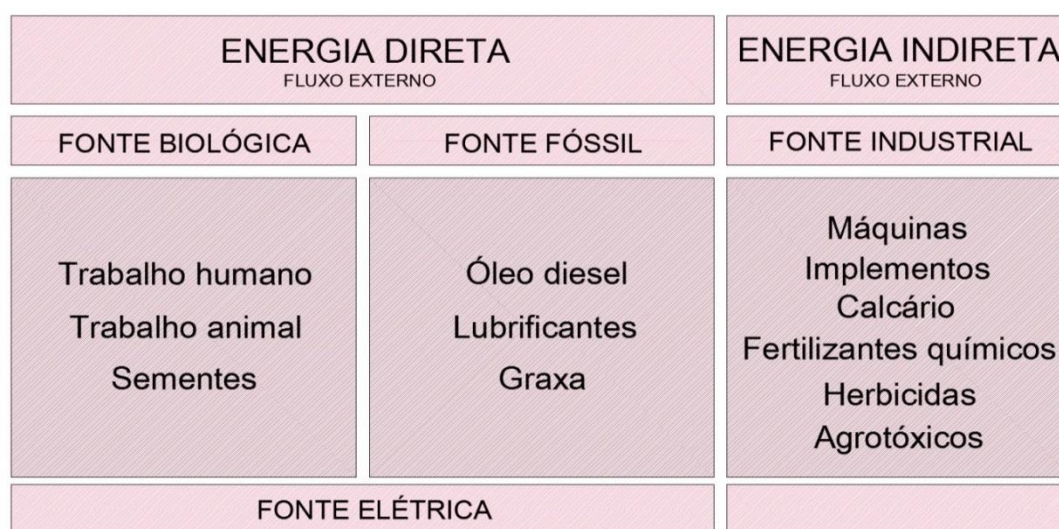 ENERGIA DIRETA
FLUXO EXTERNO
ENERGIA INDIRETA
FLUXO EXTERNO
FONTE BIOLÓGICA
FONTE FÓSSIL
FONTE INDUSTRIAL
Trabalho humano
Trabalho animal
Sementes
Óleo diesel
Lubrificantes
Graxa
Máquinas
Implementos
Calcário
Fertilizantes químicos
Herbicidas
Agrotóxicos
FONTE ELÉTRICA